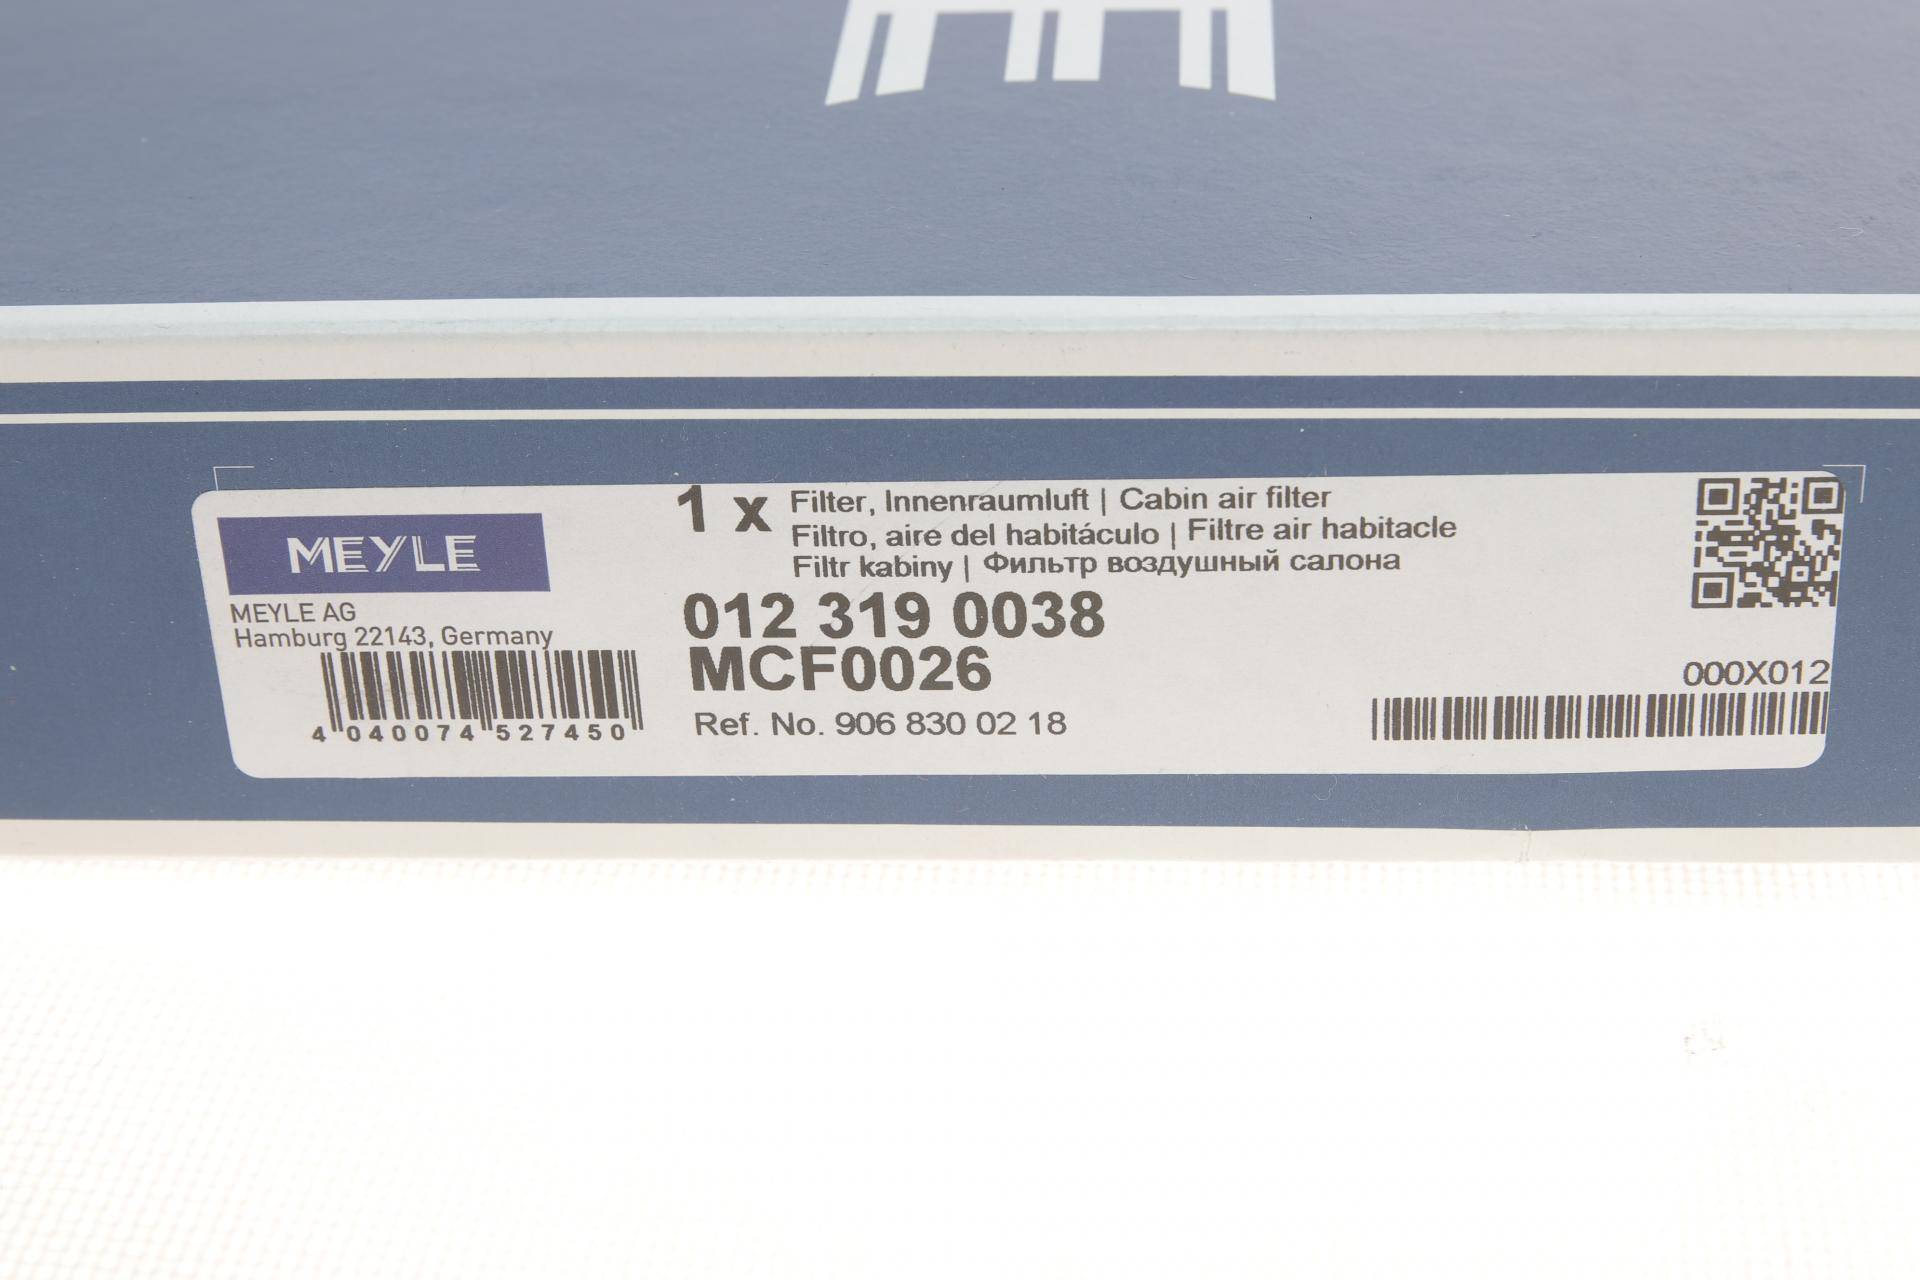 MEYLE
MEYLE AG
Hamburg 22143, Germany
4 040074 527450
1 x Filter, Innenraumluft | Cabin air filter
Filtro, aire del habitáculo | Filtre air habitacle
Filtr kabiny | Фильтр воздушный салона
012 319 0038
MCF0026
Ref. No. 906 830 02 18
000X012